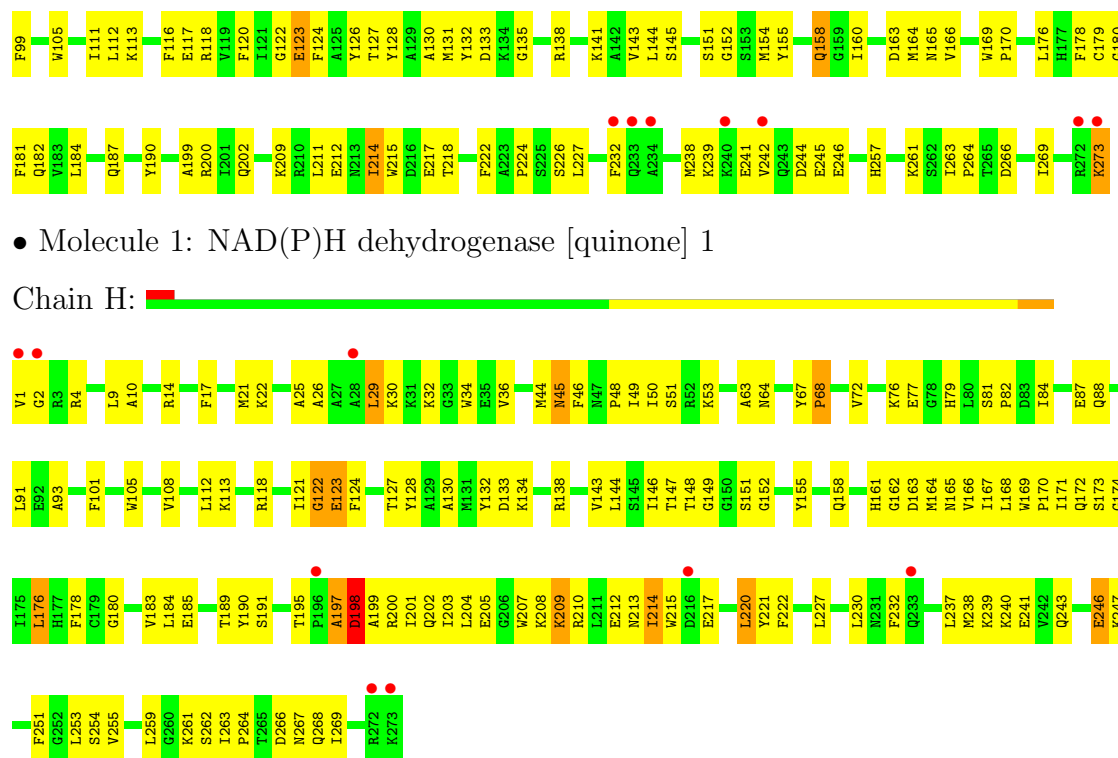 F99 W105 I111 L112 K113 F116 E117 R118 V119 F120 I121 G122 E123 F124 A125 Y126 T127 Y128 A129 A130 M131 Y132 D133 K134 G135 R138 K141 A142 V143 L144 S145 S151 G152 S153 M154 Y155 Q158 G159 I160 D163 M164 N165 V166 W169 P170 L176 H177 F178 C179 G180
F181 Q182 V183 L184 Q187 Y190 A199 R200 I201 Q202 K209 R210 L211 E212 N213 I214 W215 D216 E217 T218 F222 A223 P224 S225 S226 L227 F232 Q233 A234 M238 K239 K240 E241 V242 Q243 D244 E245 E246 H257 K261 S262 I263 P264 T265 D266 I269 R272 K273
• Molecule 1: NAD(P)H dehydrogenase [quinone] 1
Chain H:
V1 G2 R3 R4 L9 A10 R14 F17 M21 K22 A25 A26 A27 A28 L29 K30 K31 K32 G33 W34 E35 V36 M44 N45 F46 N47 P48 I49 I50 S51 R52 K53 A63 N64 Y67 P68 V72 K76 E77 G78 H79 L80 S81 P82 D83 I84 E87 Q88
L91 E92 A93 F101 W105 V108 L112 K113 R118 I121 G122 E123 F124 T127 Y128 A129 A130 M131 Y132 D133 K134 R138 V143 L144 S145 I146 T147 T148 G149 G150 S151 G152 Y155 Q158 H161 G162 D163 M164 N165 V166 I167 L168 W169 P170 I171 Q172 S173 G174
I175 L176 H177 F178 C179 G180 V183 L184 E185 T189 Y190 S191 T195 P196 A197 D198 A199 R200 I201 Q202 I203 L204 E205 G206 W207 K208 K209 R210 L211 E212 N213 I214 W215 D216 E217 L220 Y221 F222 L227 L230 N231 F232 Q233 L237 M238 K239 K240 E241 V242 Q243 E246 K247
F251 G252 L253 S254 V255 L259 G260 K261 S262 I263 P264 T265 D266 N267 Q268 I269 R272 K273